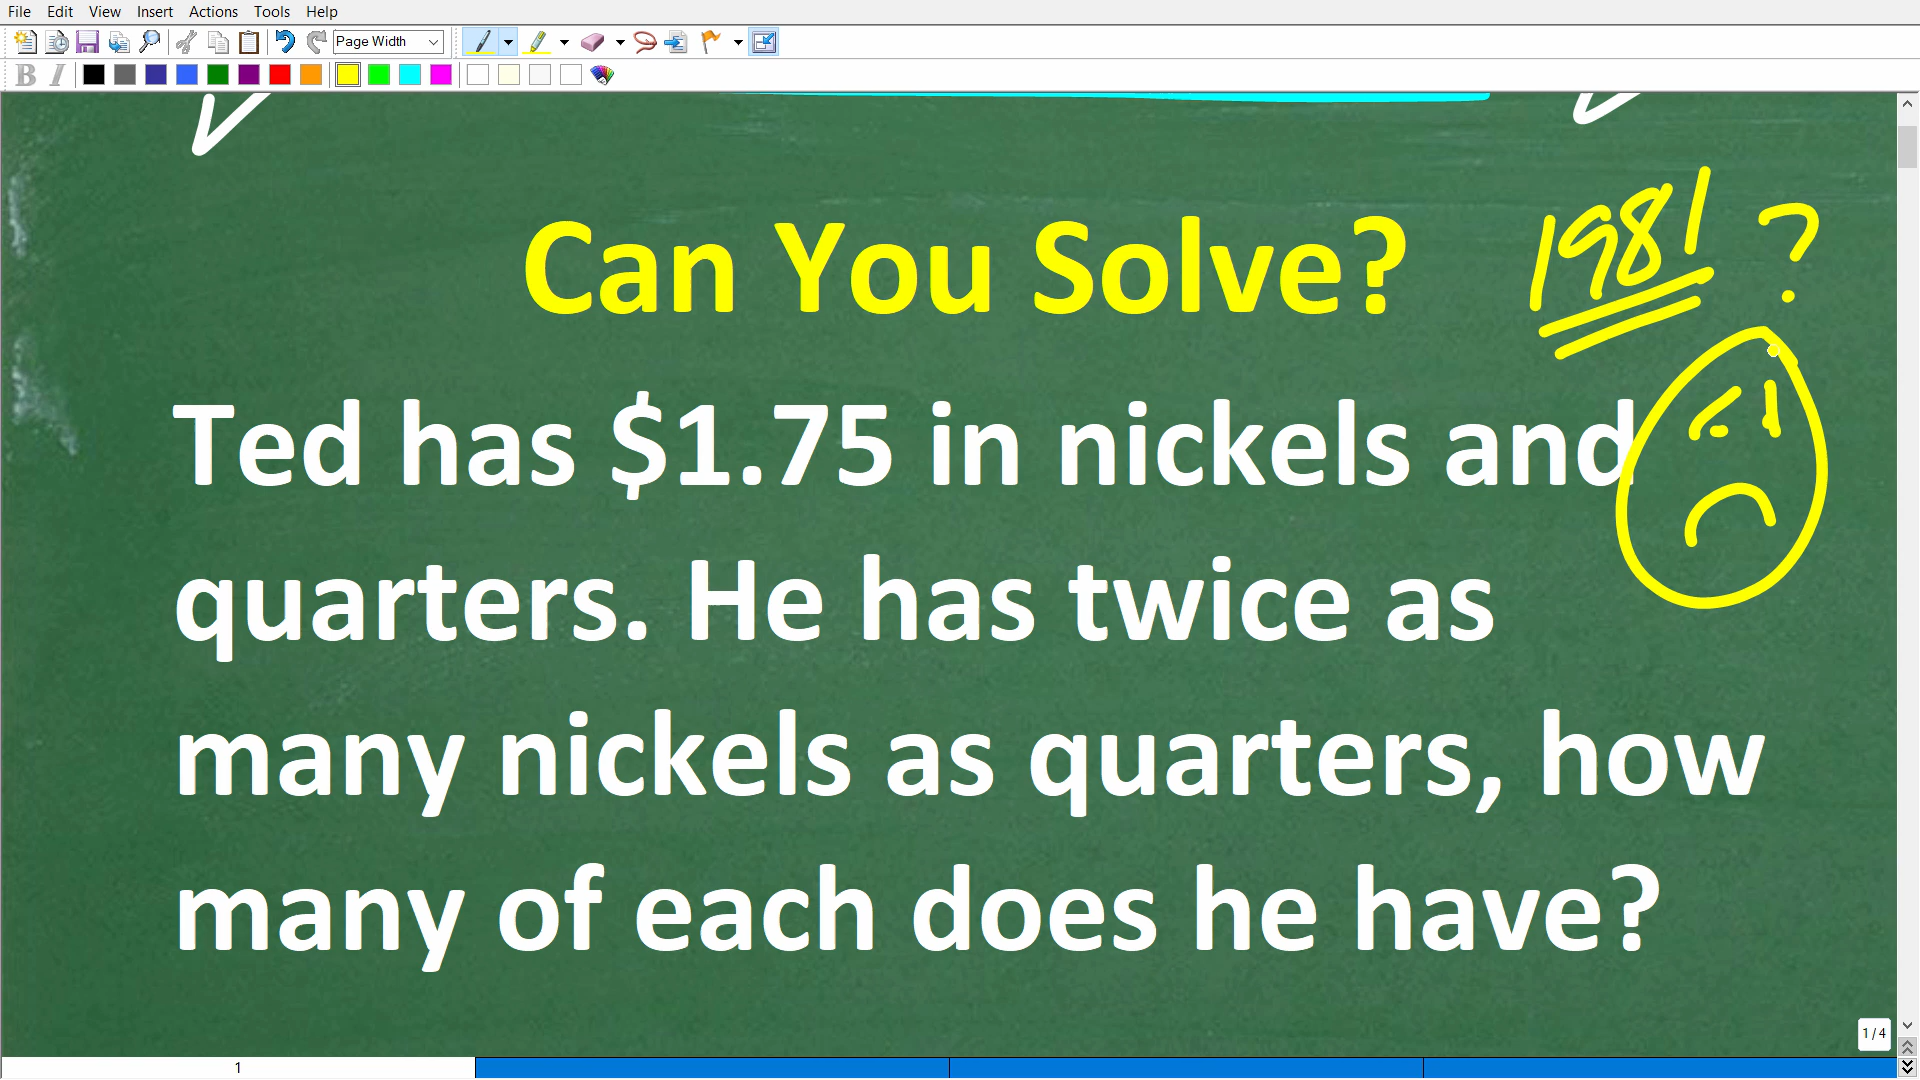 File Edit View Insert Actions Tools Help
Page Width
B I
Can You Solve?
1981 ?
Ted has $1.75 in nickels and
quarters. He has twice as
many nickels as quarters, how
many of each does he have?
1 / 4
1